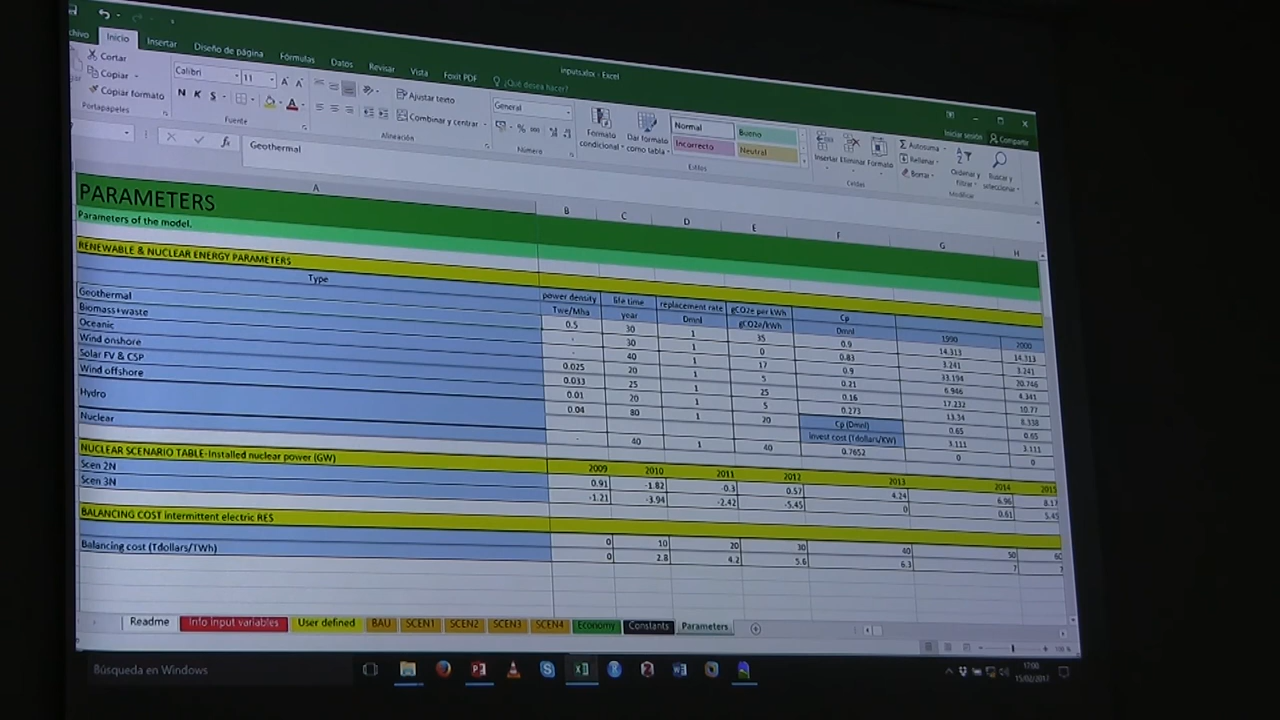 inputs.xlsx - Excel
Inicio Insertar Diseño de página Fórmulas Datos Revisar Vista Foxit PDF ¿Qué desea hacer? Iniciar sesión Compartir
Cortar
Copiar
Copiar formato
Portapapeles
Calibri 11
N K S
Fuente
Ajustar texto
Combinar y centrar
Alineación
General
Número
Formato condicional
Dar formato como tabla
Normal Bueno
Incorrecto Neutral
Estilos
Insertar Eliminar Formato
Celdas
Autosuma
Rellenar
Borrar
Ordenar y filtrar
Buscar y seleccionar
Modificar
Geothermal
A B C D E F G H
PARAMETERS
Parameters of the model.
RENEWABLE & NUCLEAR ENERGY PARAMETERS
Type power density life time replacement rate gCO2e per kWh Cp
Twe/Mha year Dmnl gCO2e/kWh Dmnl 1990 2000
Geothermal 0.5 30 1 35 0.9 14.313 14.313
Biomass+waste - 30 1 0 0.83 3.241 3.241
Oceanic - 40 1 17 0.9 33.194 20.746
Wind onshore 0.025 20 1 5 0.21 6.946 4.341
Solar FV & CSP 0.033 25 1 25 0.16 17.232 10.77
Wind offshore 0.01 20 1 5 0.273 13.34 8.338
Hydro 0.04 80 1 20 Cp (Dmnl) 0.65 0.65
invest cost (Tdollars/KW) 3.111 3.111
Nuclear - 40 1 40 0.7652 0 0
NUCLEAR SCENARIO TABLE-Installed nuclear power (GW) 2009 2010 2011 2012 2013 2014 2015
Scen 2N 0.91 -1.82 -0.3 0.57 4.24 6.96 8.17
Scen 3N -1.21 -3.94 -2.42 -5.45 0 0.61 5.45
BALANCING COST Intermittent electric RES
0 10 20 30 40 50 60
Balancing cost (Tdollars/TWh) 0 2.8 4.2 5.6 6.3 7
Readme Info input variables User defined BAU SCEN1 SCEN2 SCEN3 SCEN4 Economy Constants Parameters
Búsqueda en Windows
17:00